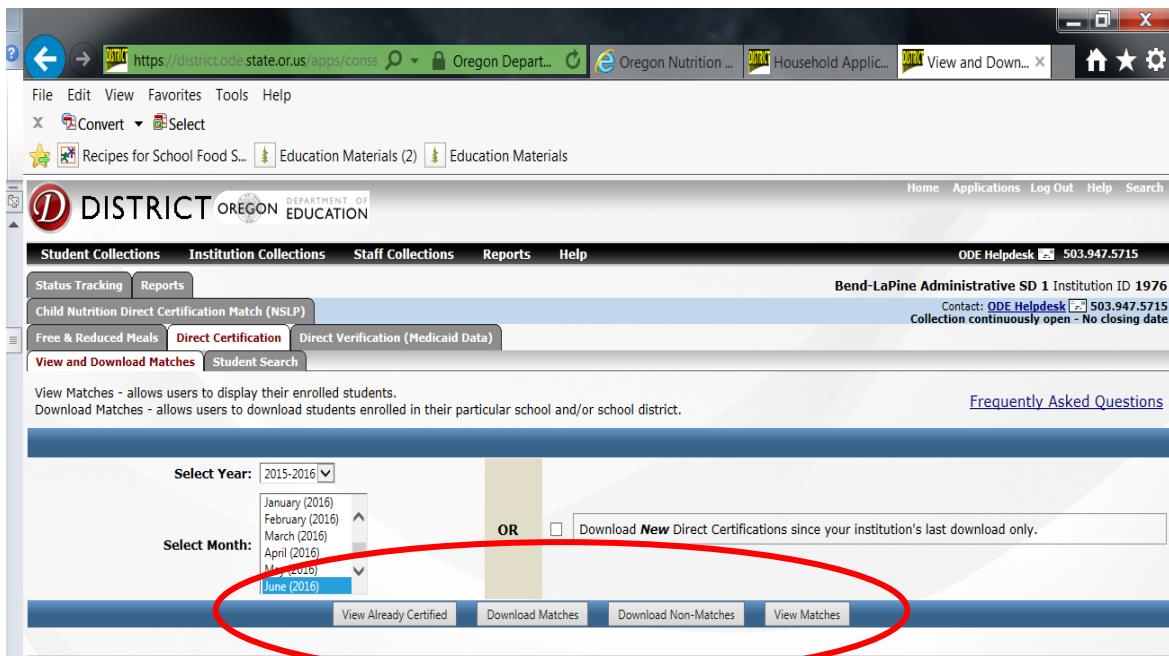 X
?
https://district.ode.state.or.us/apps/conss Oregon Depart... Oregon Nutrition ... Household Applic... View and Down... ×
File Edit View Favorites Tools Help
x Convert Select
Recipes for School Food S... Education Materials (2) Education Materials
Home Applications Log Out Help Search
DISTRICT OREGON DEPARTMENT OF EDUCATION
Student Collections Institution Collections Staff Collections Reports Help ODE Helpdesk 503.947.5715
Status Tracking Reports Bend-LaPine Administrative SD 1 Institution ID 1976
Child Nutrition Direct Certification Match (NSLP) Contact: ODE Helpdesk 503.947.5715
Collection continuously open - No closing date
Free & Reduced Meals Direct Certification Direct Verification (Medicaid Data)
View and Download Matches Student Search
View Matches - allows users to display their enrolled students.
Download Matches - allows users to download students enrolled in their particular school and/or school district.
Frequently Asked Questions
Select Year: 2015-2016
Select Month:
January (2016)
February (2016)
March (2016)
April (2016)
May (2016)
June (2016)
OR Download New Direct Certifications since your institution's last download only.
View Already Certified Download Matches Download Non-Matches View Matches